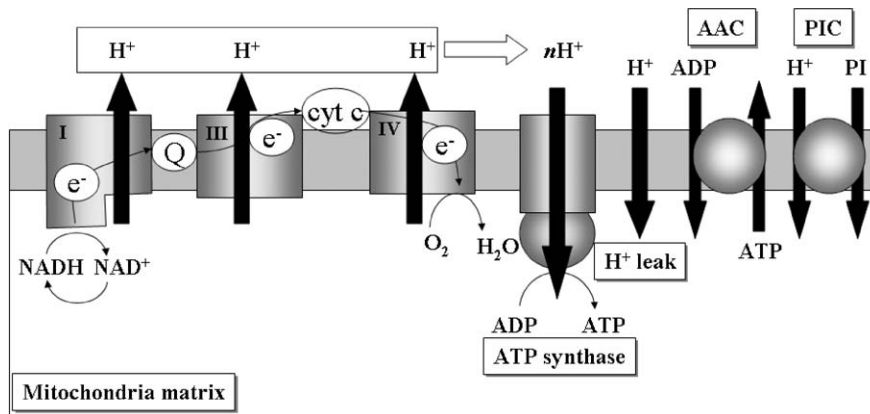 AAC PIC
H⁺ H⁺ H⁺ nH⁺ H⁺ ADP H⁺ PI
I III cyt c IV
Q e⁻ e⁻
e⁻
O₂ H₂O ATP
NADH NAD⁺ H⁺ leak
ADP ATP
ATP synthase
Mitochondria matrix